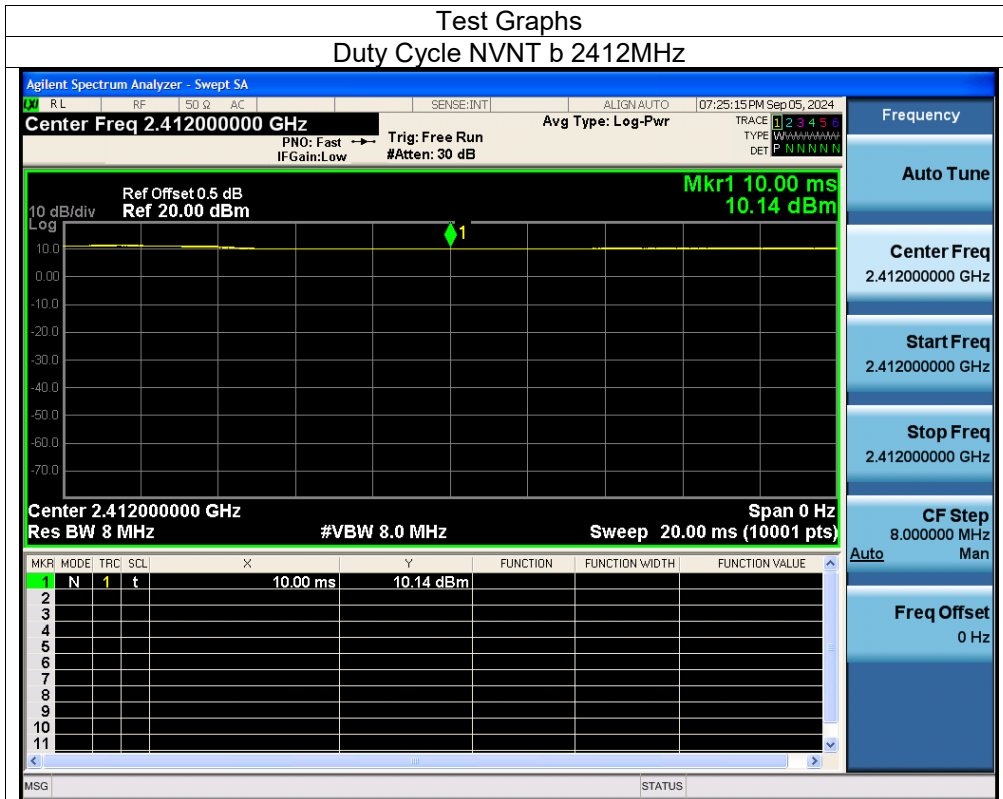 Test Graphs
Duty Cycle NVNT b 2412MHz
Agilent Spectrum Analyzer - Swept SA
LXI RL RF 50 Ω AC SENSE:INT ALIGN AUTO 07:25:15 PM Sep 05, 2024
Center Freq 2.412000000 GHz Avg Type: Log-Pwr TRACE 1 2 3 4 5 6
PNO: Fast Trig: Free Run TYPE WWWWWW
IFGain:Low #Atten: 30 dB DET P N N N N N
Mkr1 10.00 ms
10.14 dBm
Ref Offset 0.5 dB
10 dB/div Ref 20.00 dBm
Log
1
10.0
0.00
-10.0
-20.0
-30.0
-40.0
-50.0
-60.0
-70.0
Center 2.412000000 GHz Span 0 Hz
Res BW 8 MHz #VBW 8.0 MHz Sweep 20.00 ms (10001 pts)
MKR MODE TRC SCL X Y FUNCTION FUNCTION WIDTH FUNCTION VALUE
1 N 1 t 10.00 ms 10.14 dBm
2
3
4
5
6
7
8
9
10
11
MSG STATUS
Frequency
Auto Tune
Center Freq
2.412000000 GHz
Start Freq
2.412000000 GHz
Stop Freq
2.412000000 GHz
CF Step
8.000000 MHz
Auto Man
Freq Offset
0 Hz